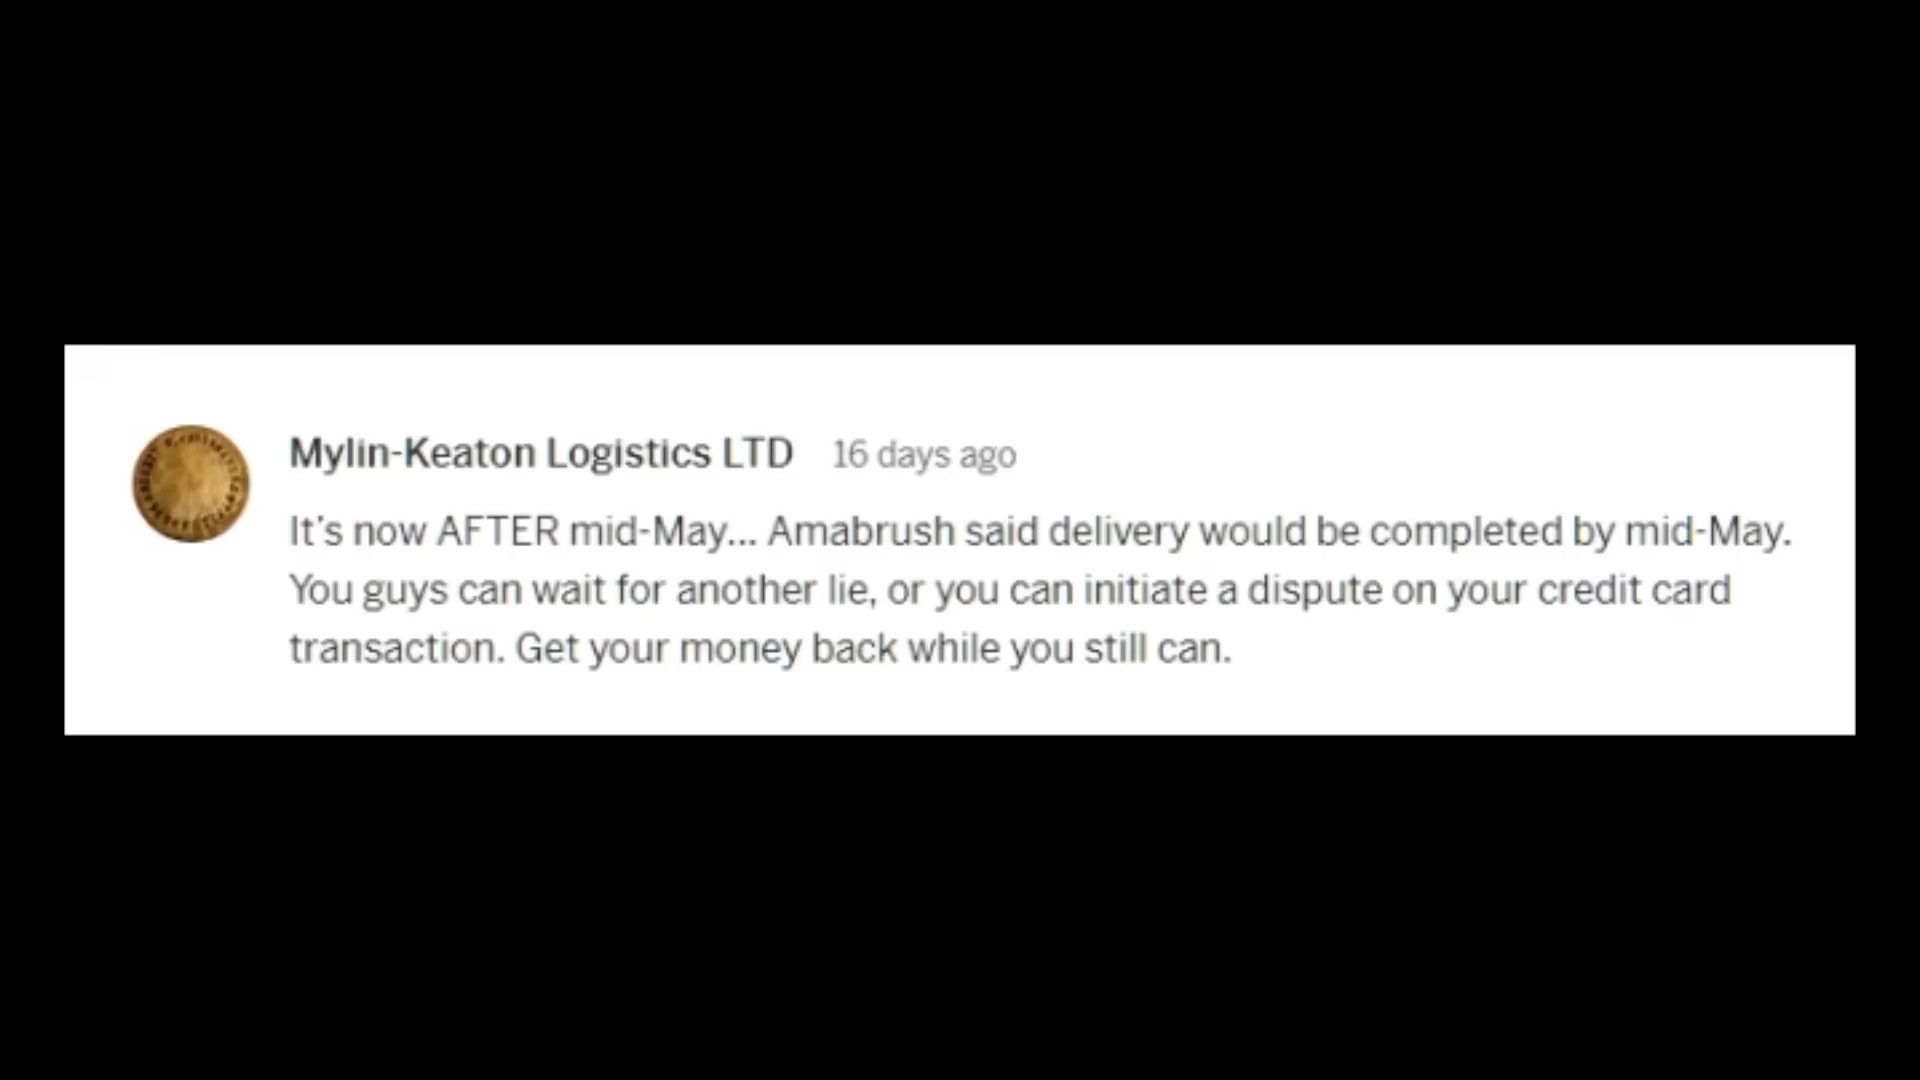 Mylin-Keaton Logistics LTD 16 days ago
It's now AFTER mid-May... Amabrush said delivery would be completed by mid-May.
You guys can wait for another lie, or you can initiate a dispute on your credit card
transaction. Get your money back while you still can.